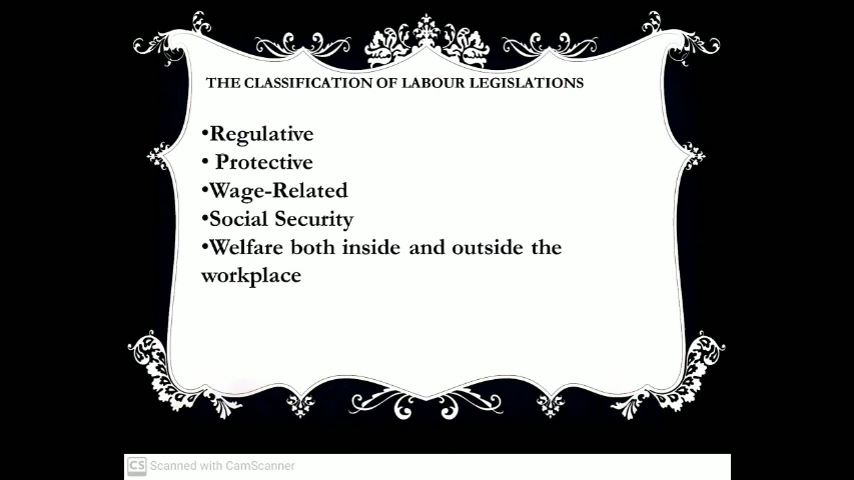 THE CLASSIFICATION OF LABOUR LEGISLATIONS
•Regulative
• Protective
•Wage-Related
•Social Security
•Welfare both inside and outside the
workplace
CS Scanned with CamScanner